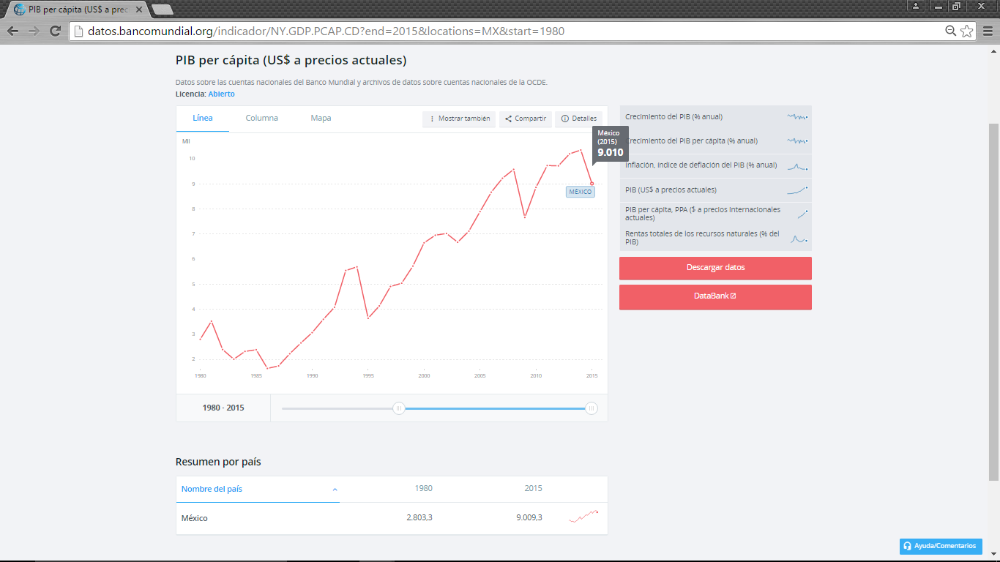 PIB per cápita (US$ a prec
datos.bancomundial.org/indicador/NY.GDP.PCAP.CD?end=2015&locations=MX&start=1980
PIB per cápita (US$ a precios actuales)
Datos sobre las cuentas nacionales del Banco Mundial y archivos de datos sobre cuentas nacionales de la OCDE.
Licencia: Abierto
Línea Columna Mapa Mostrar también Compartir Detalles
Mil
10
9
8
7
6
5
4
3
2
México
(2015)
9.010
MÉXICO
1980 1985 1990 1995 2000 2005 2010 2015
1980 - 2015
Crecimiento del PIB (% anual)
Crecimiento del PIB per cápita (% anual)
Inflación, índice de deflación del PIB (% anual)
PIB (US$ a precios actuales)
PIB per cápita, PPA ($ a precios internacionales
actuales)
Rentas totales de los recursos naturales (% del
PIB)
Descargar datos
DataBank
Resumen por país
Nombre del país 1980 2015
México 2.803,3 9.009,3
Ayuda/Comentarios